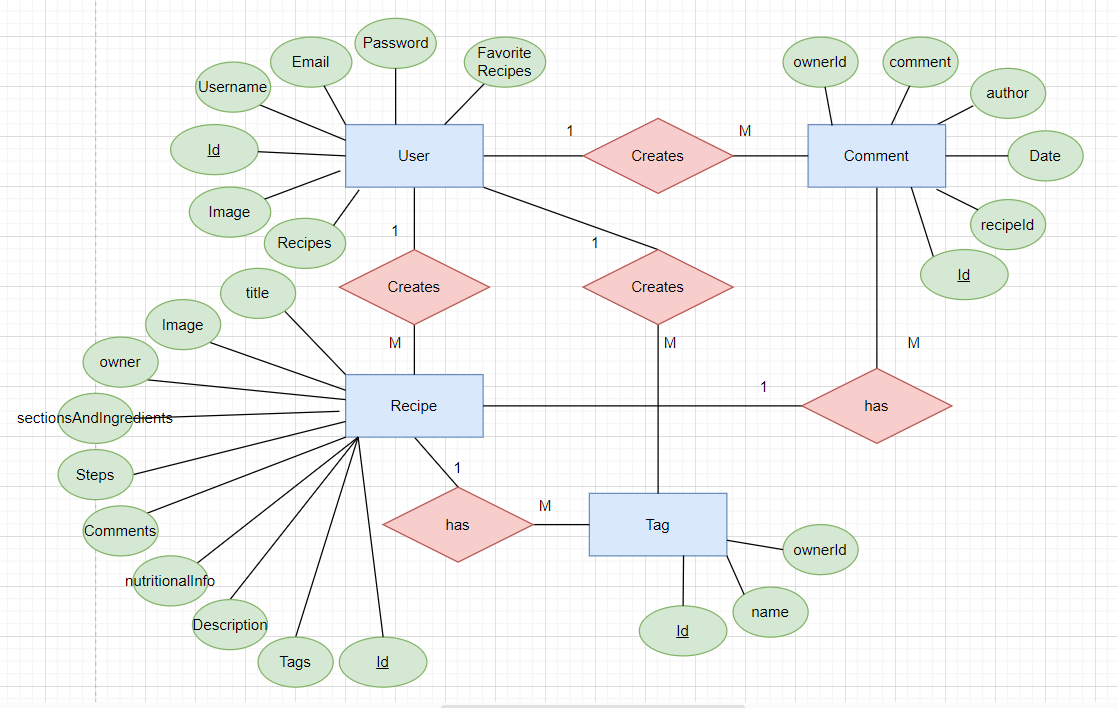 Password
Favorite
Recipes
Email
ownerId
comment
Username
author
1
M
Id
User
Creates
Comment
Date
Image
recipeId
Recipes
1
1
Id
title
Creates
Creates
Image
M
M
M
owner
1
sectionsAndIngredients
Recipe
has
Steps
1
M
Comments
has
Tag
ownerId
nutritionalInfo
name
Description
Id
Tags
Id